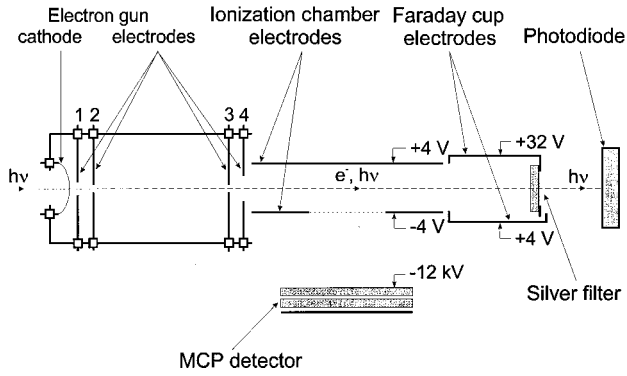 Electron gun
cathode electrodes
Ionization chamber
electrodes
Faraday cup
electrodes
Photodiode
1 2 3 4
+4 V
+32 V
hν
e-, hν
hν
-4 V
+4 V
-12 kV
Silver filter
MCP detector